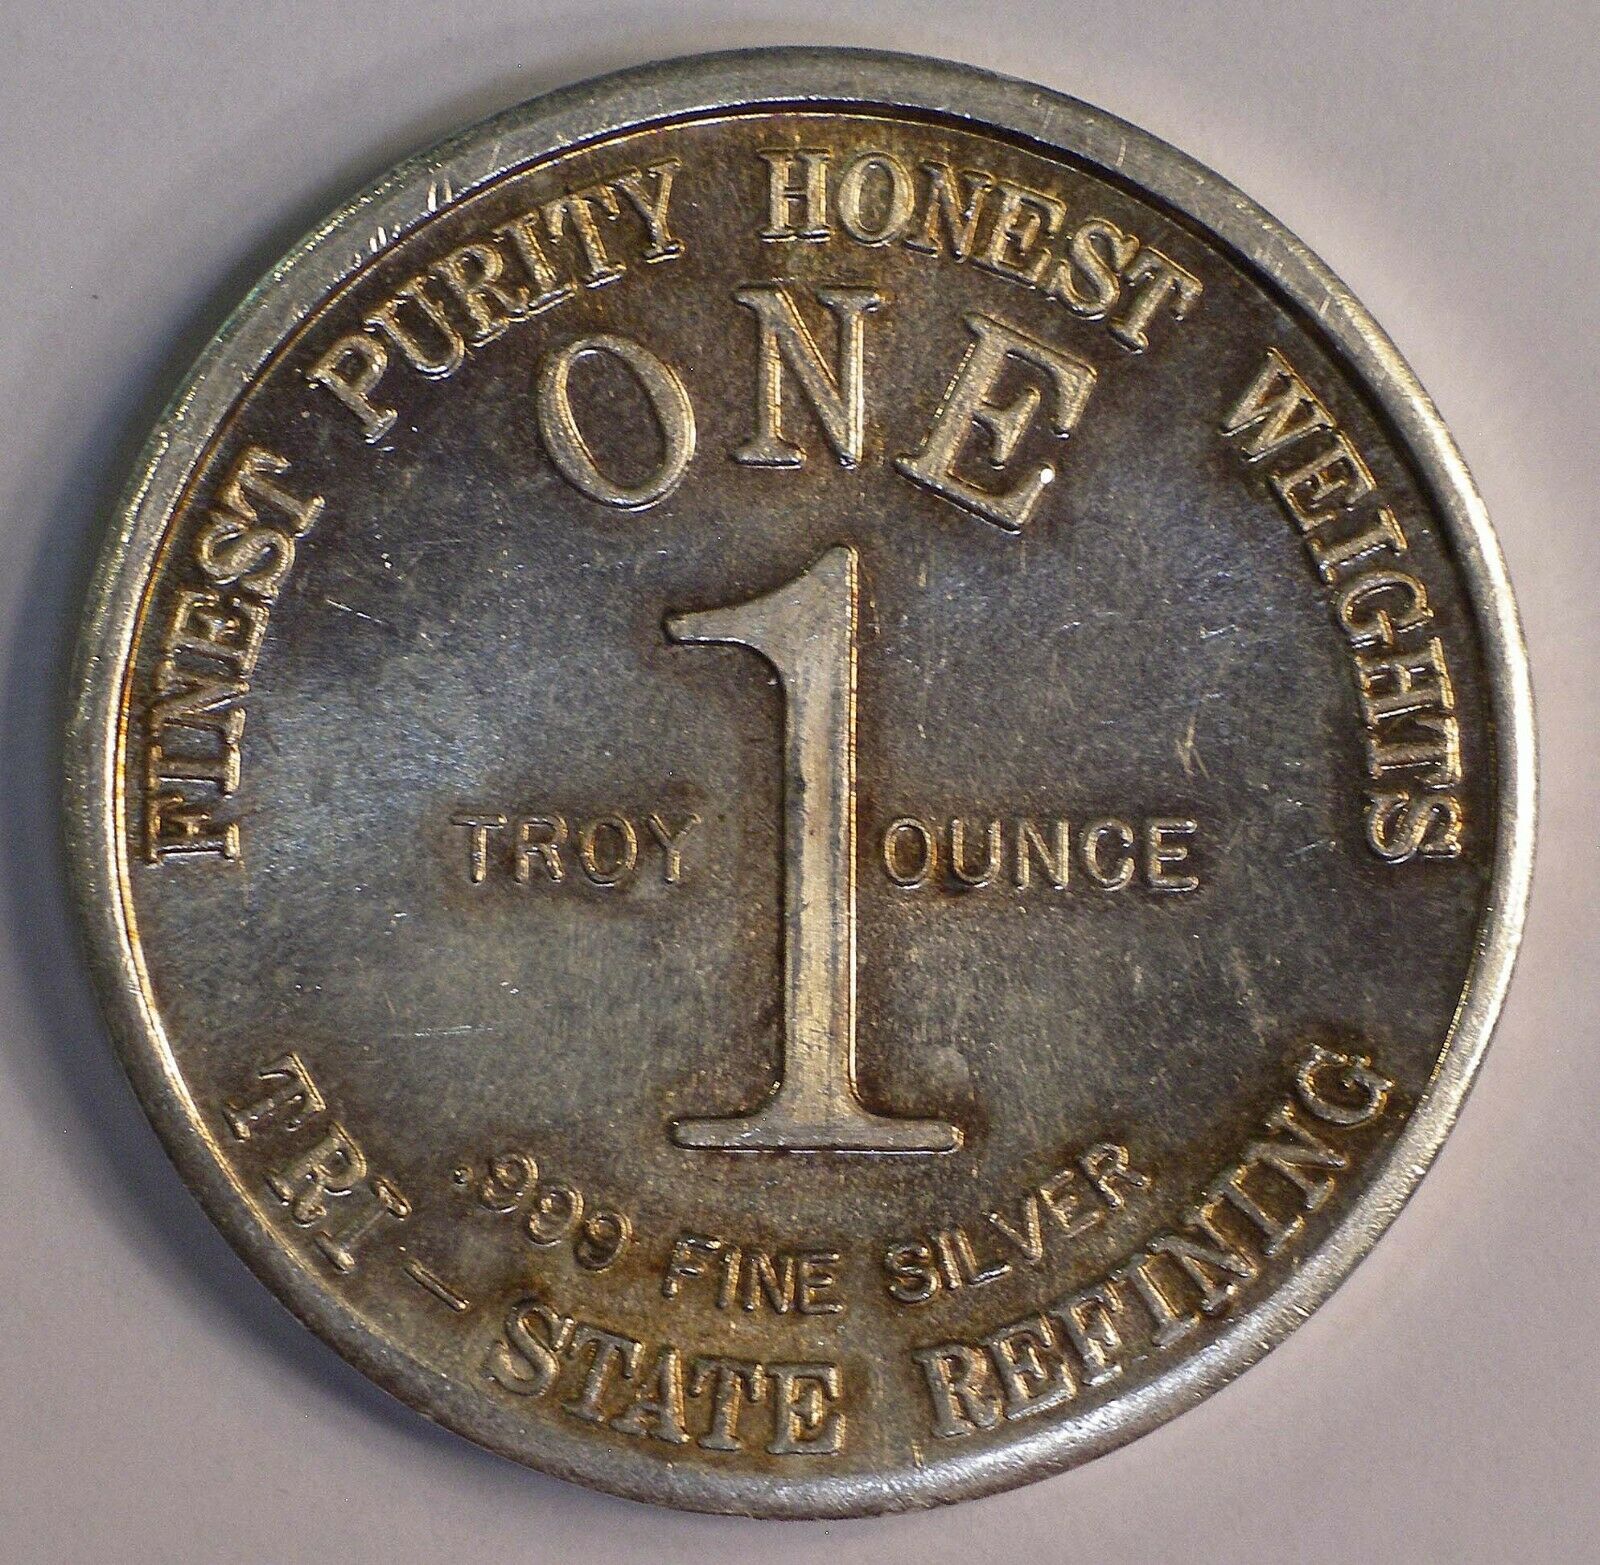 FINEST PURITY HONEST WEIGHTS
ONE
1
TROY OUNCE
.999 FINE SILVER
TRI-STATE REFINING